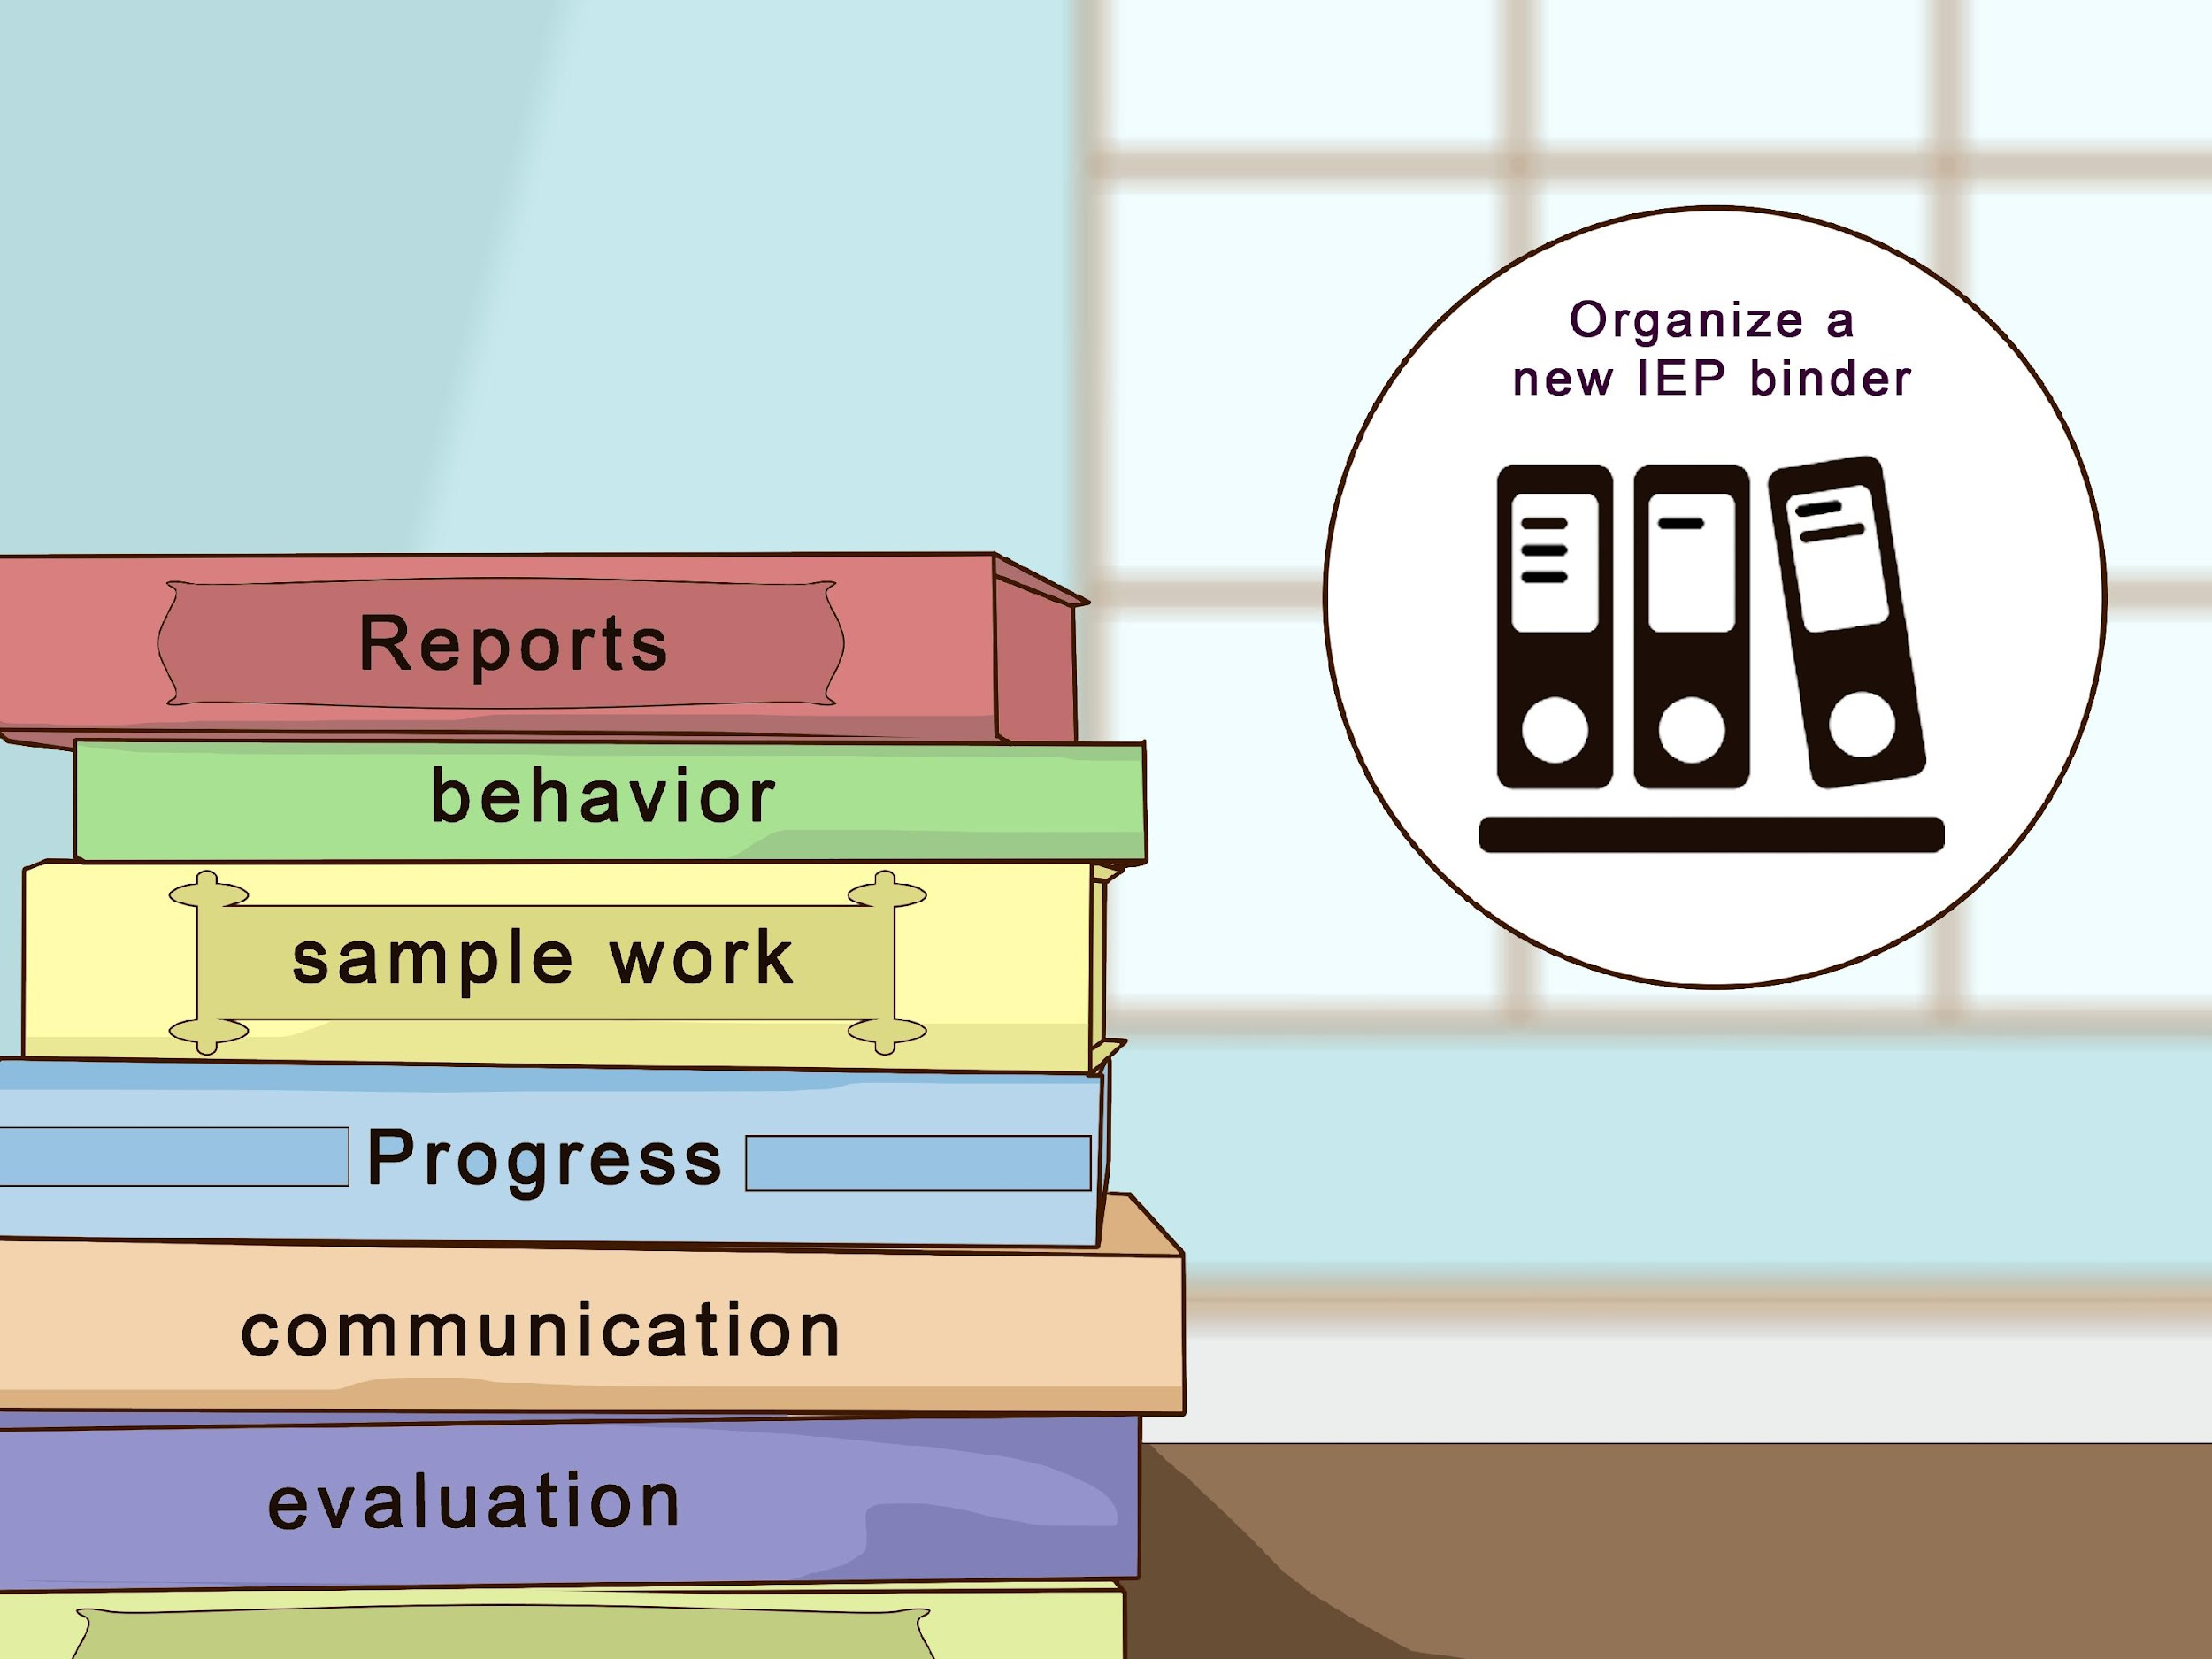 Organize a
new IEP binder
Reports
behavior
sample work
Progress
communication
evaluation